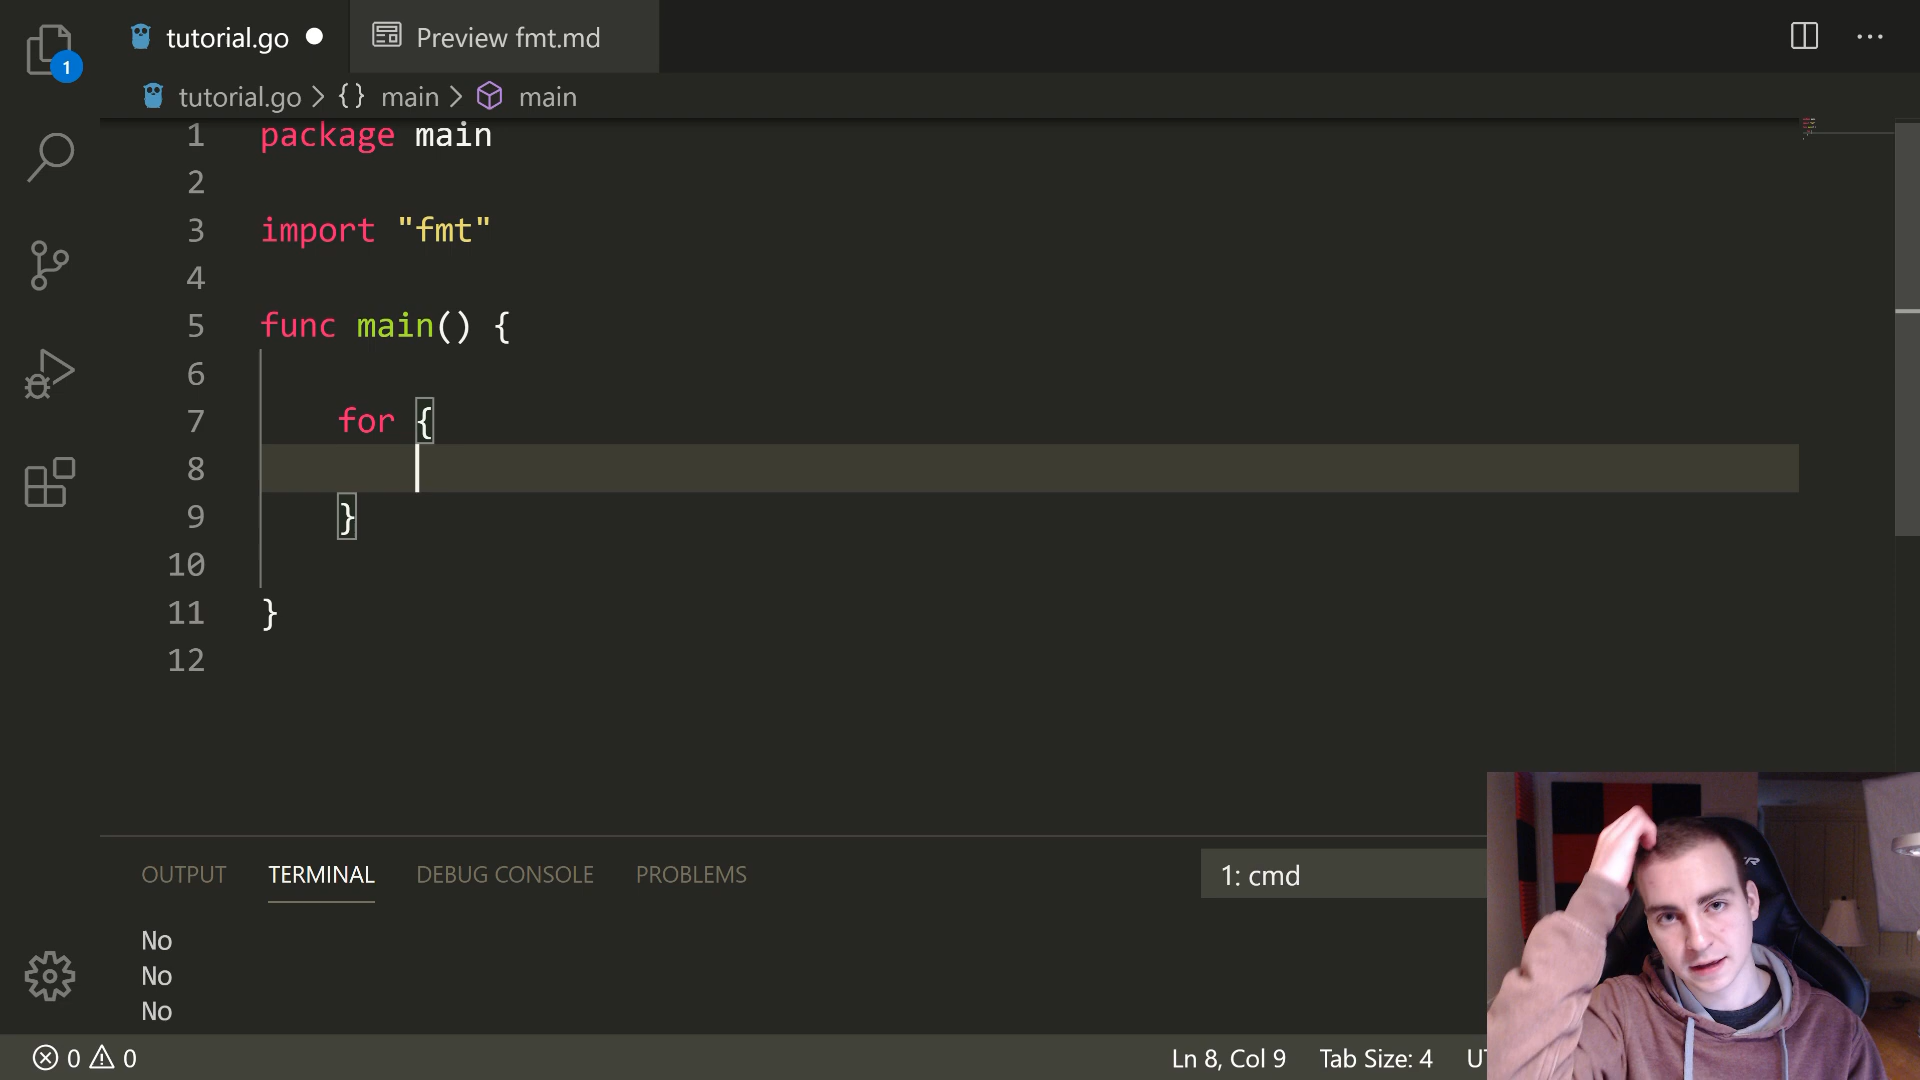 1
tutorial.go
Preview fmt.md
tutorial.go > {} main > main
1 package main
2
3 import "fmt"
4
5 func main() {
6
7 for {
8
9 }
10
11 }
12
OUTPUT TERMINAL DEBUG CONSOLE PROBLEMS 1: cmd
No
No
No
0 0 Ln 8, Col 9 Tab Size: 4